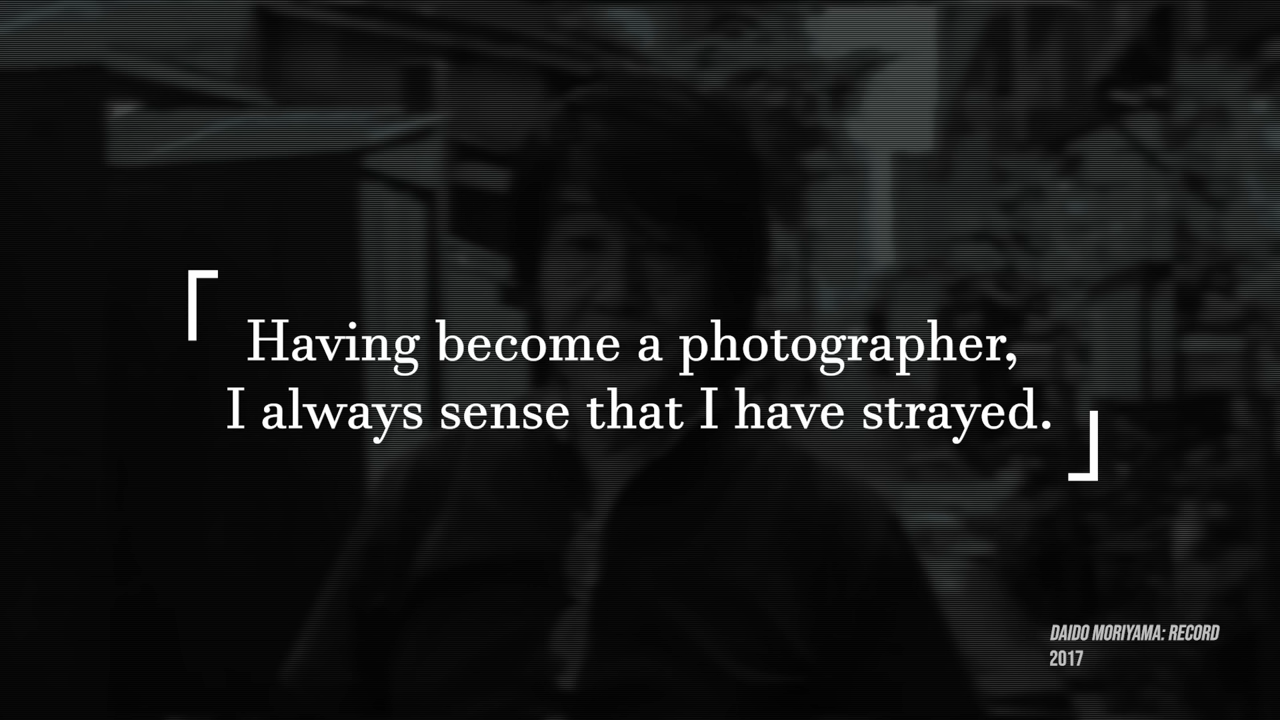 「Having become a photographer,
I always sense that I have strayed.」
DAIDO MORIYAMA: RECORD
2017